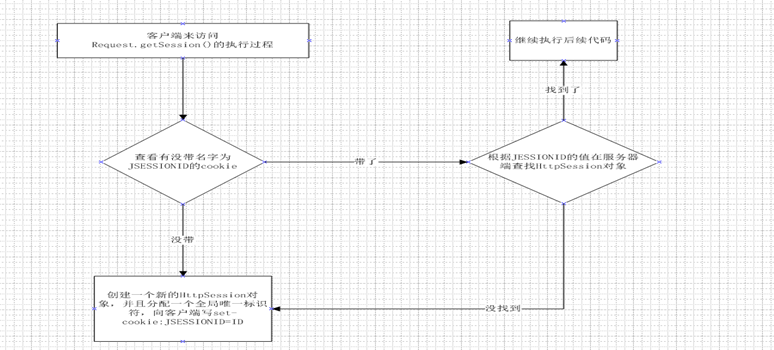 客户端来访问
Request.getSession()的执行过程
继续执行后续代码
找到了
查看有没带名字为
JSESSIONID的cookie
带了
根据JESSIONID的值在服务器
端查找HttpSession对象
没带
创建一个新的HttpSession对
象，并且分配一个全局唯一标识
符，向客户端写set-
cookie:JSESSIONID=ID
没找到